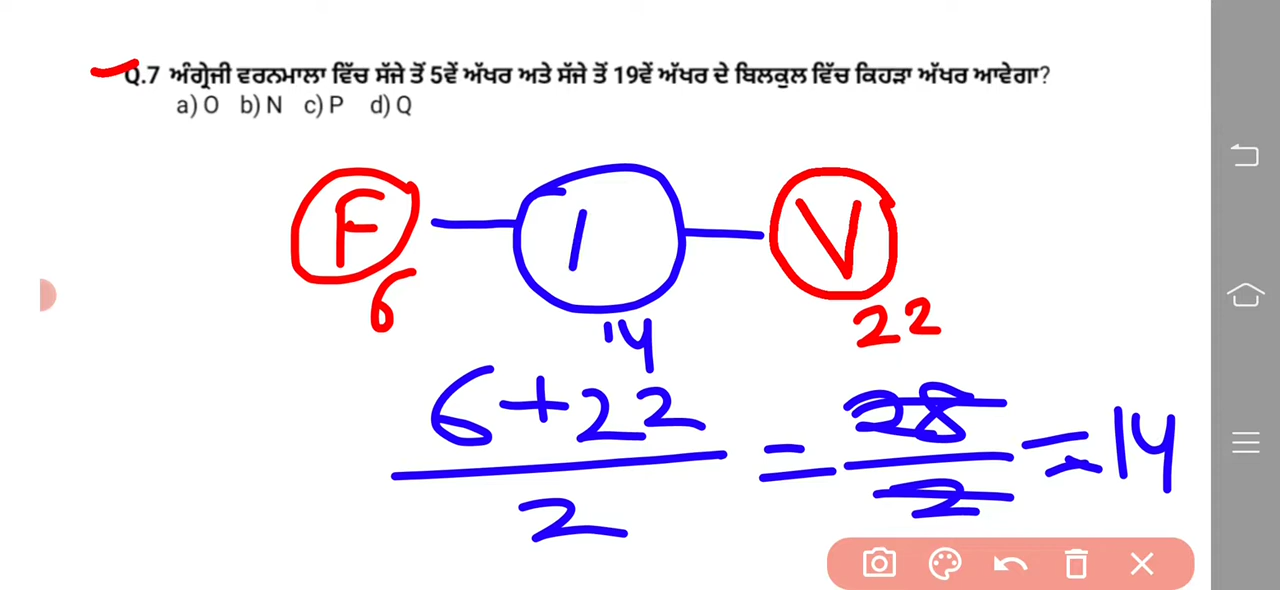 Q.7 ਅੰਗ੍ਰੇਜੀ ਵਰਨਮਾਲਾ ਵਿੱਚ ਸੱਜੇ ਤੋਂ 5ਵੇਂ ਅੱਖਰ ਅਤੇ ਸੱਜੇ ਤੋਂ 19ਵੇਂ ਅੱਖਰ ਦੇ ਬਿਲਕੁਲ ਵਿੱਚ ਕਿਹੜਾ ਅੱਖਰ ਆਵੇਗਾ?
a) O b) N c) P d) Q
F I V
6 14 22
6+22 = 28 = 14
2 2